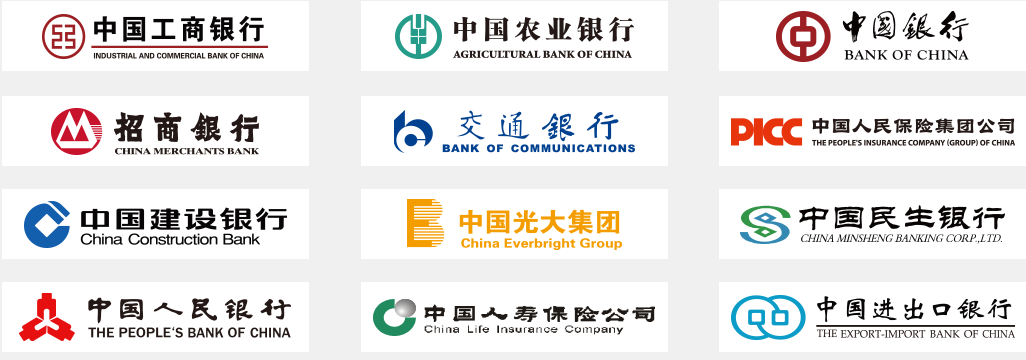 中国工商银行
INDUSTRIAL AND COMMERCIAL BANK OF CHINA
中国农业银行
AGRICULTURAL BANK OF CHINA
中國銀行
BANK OF CHINA
招商銀行
CHINA MERCHANTS BANK
交通銀行
BANK OF COMMUNICATIONS
PICC 中国人民保险集团公司
THE PEOPLE'S INSURANCE COMPANY (GROUP) OF CHINA
中国建设银行
China Construction Bank
中国光大集团
China Everbright Group
中国民生银行
CHINA MINSHENG BANKING CORP.,LTD.
中国人民银行
THE PEOPLE'S BANK OF CHINA
中国人寿保险公司
China Life Insurance Company
中国进出口银行
THE EXPORT-IMPORT BANK OF CHINA